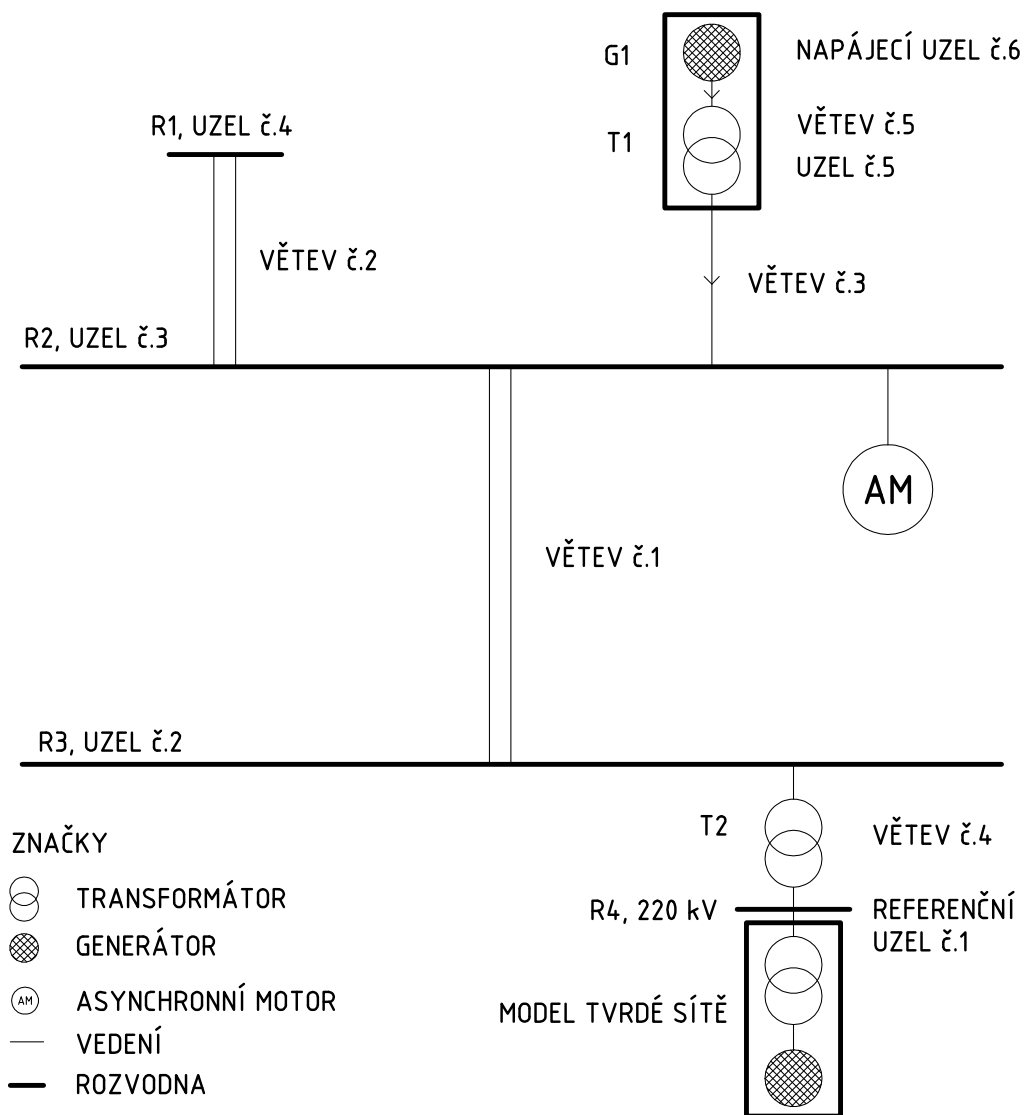 G1
NAPÁJECÍ UZEL č.6
R1, UZEL č.4
T1
VĚTEV č.5
UZEL č.5
VĚTEV č.2
VĚTEV č.3
R2, UZEL č.3
AM
VĚTEV č.1
R3, UZEL č.2
T2
VĚTEV č.4
ZNAČKY
TRANSFORMÁTOR
R4, 220 kV
REFERENČNÍ
UZEL č.1
GENERÁTOR
AM
ASYNCHRONNÍ MOTOR
MODEL TVRDÉ SÍTĚ
VEDENÍ
ROZVODNA